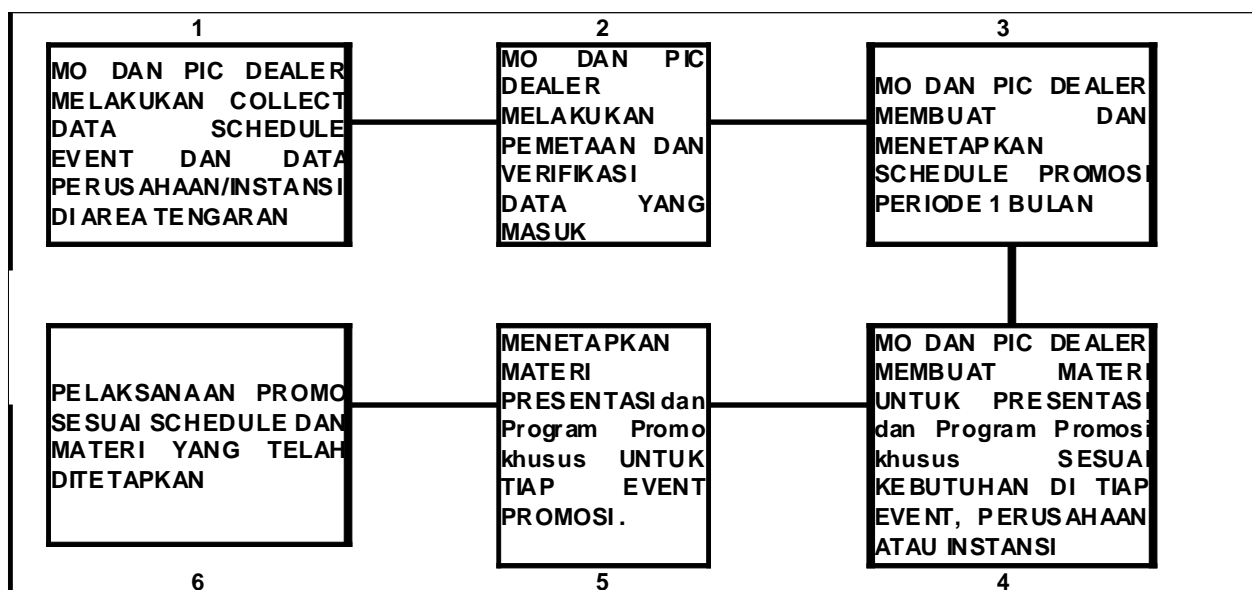 1
MO DAN PIC DEALER
MELAKUKAN COLLECT
DATA SCHEDULE
EVENT DAN DATA
PERUSAHAAN/INSTANSI
DI AREA TENGARAN
2
MO DAN PIC
DEALER
MELAKUKAN
PEMETAAN DAN
VERIFIKASI
DATA YANG
MASUK
3
MO DAN PIC DEALER
MEMBUAT DAN
MENETAPKAN
SCHEDULE PROMOSI
PERIODE 1 BULAN
MO DAN PIC DEALER
MEMBUAT MATERI
UNTUK PRESENTASI
dan Program Promosi
khusus SESUAI
KEBUTUHAN DI TIAP
EVENT, PERUSAHAAN
ATAU INSTANSI
4
MENETAPKAN
MATERI
PRESENTASI dan
Program Promo
khusus UNTUK
TIAP EVENT
PROMOSI.
5
PELAKSANAAN PROMO
SESUAI SCHEDULE DAN
MATERI YANG TELAH
DITETAPKAN
6